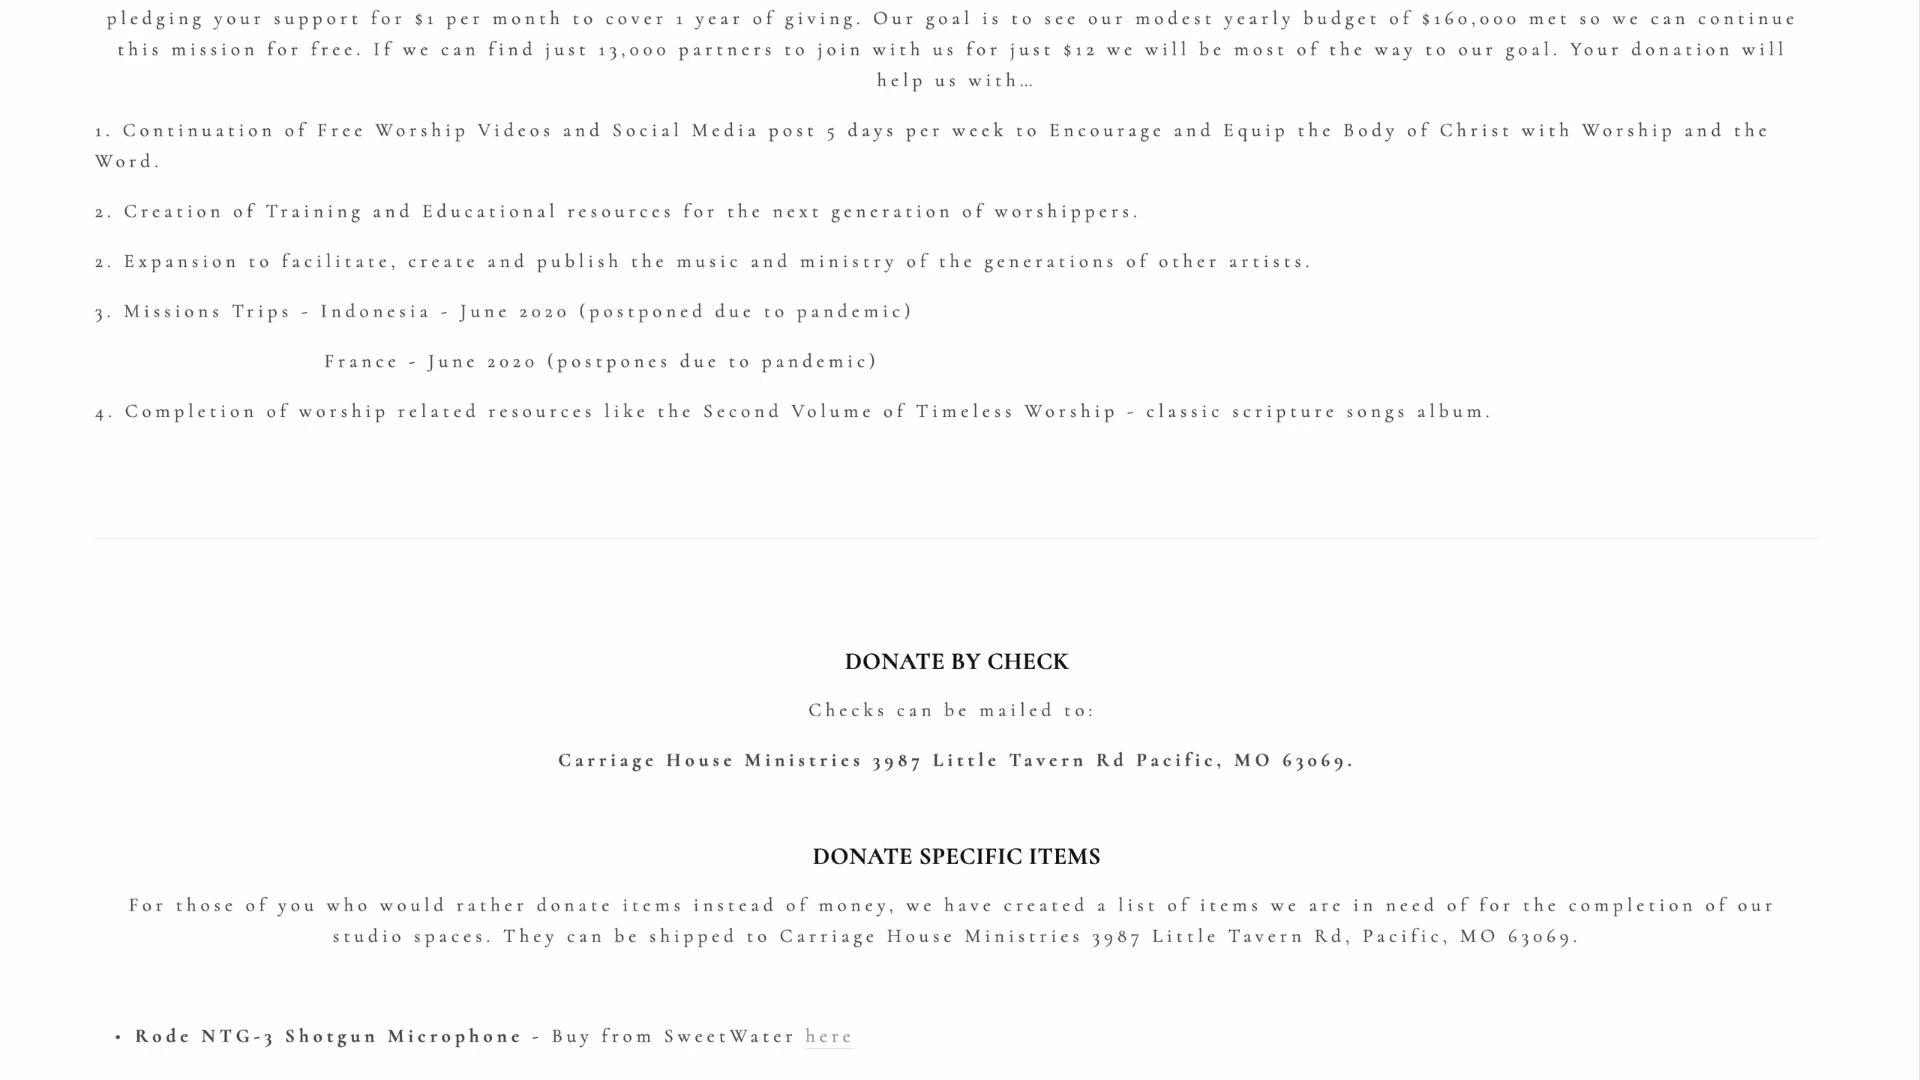 pledging your support for $1 per month to cover 1 year of giving. Our goal is to see our modest yearly budget of $160,000 met so we can continue
this mission for free. If we can find just 13,000 partners to join with us for just $12 we will be most of the way to our goal. Your donation will
help us with…
1. Continuation of Free Worship Videos and Social Media post 5 days per week to Encourage and Equip the Body of Christ with Worship and the
Word.
2. Creation of Training and Educational resources for the next generation of worshippers.
2. Expansion to facilitate, create and publish the music and ministry of the generations of other artists.
3. Missions Trips - Indonesia - June 2020 (postponed due to pandemic)
France - June 2020 (postpones due to pandemic)
4. Completion of worship related resources like the Second Volume of Timeless Worship - classic scripture songs album.
DONATE BY CHECK
Checks can be mailed to:
Carriage House Ministries 3987 Little Tavern Rd Pacific, MO 63069.
DONATE SPECIFIC ITEMS
For those of you who would rather donate items instead of money, we have created a list of items we are in need of for the completion of our
studio spaces. They can be shipped to Carriage House Ministries 3987 Little Tavern Rd, Pacific, MO 63069.
• Rode NTG-3 Shotgun Microphone - Buy from SweetWater here